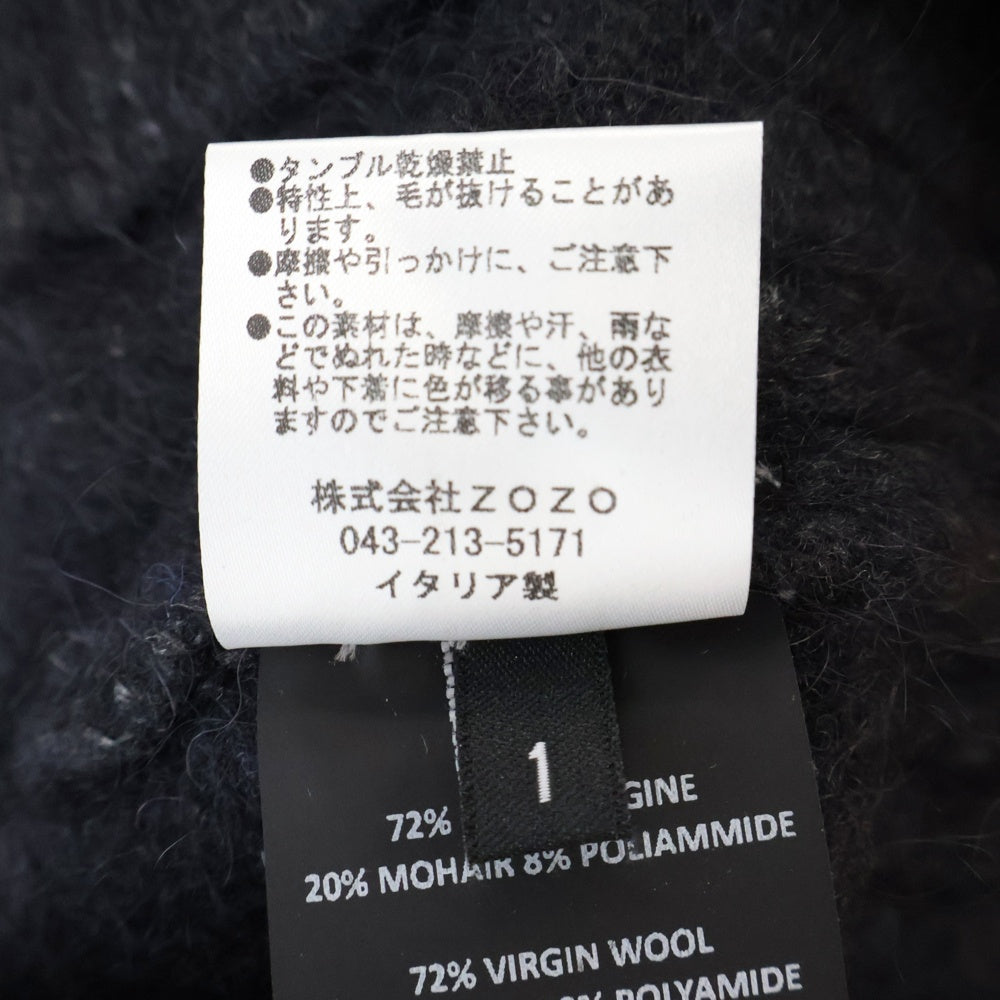 ●タンブル乾燥禁止
●特性上、毛が抜けることがあ
ります。
●摩擦や引っかけに、ご注意下
さい。
●この素材は、摩擦や汗、雨な
どでぬれた時などに、他の衣
料や下着に色が移る事があり
ますのでご注意下さい。
株式会社ZOZO
043-213-5171
イタリア製
1
72% GINE
20% MOHAIR 8% POLIAMMIDE
72% VIRGIN WOOL
POLYAMIDE